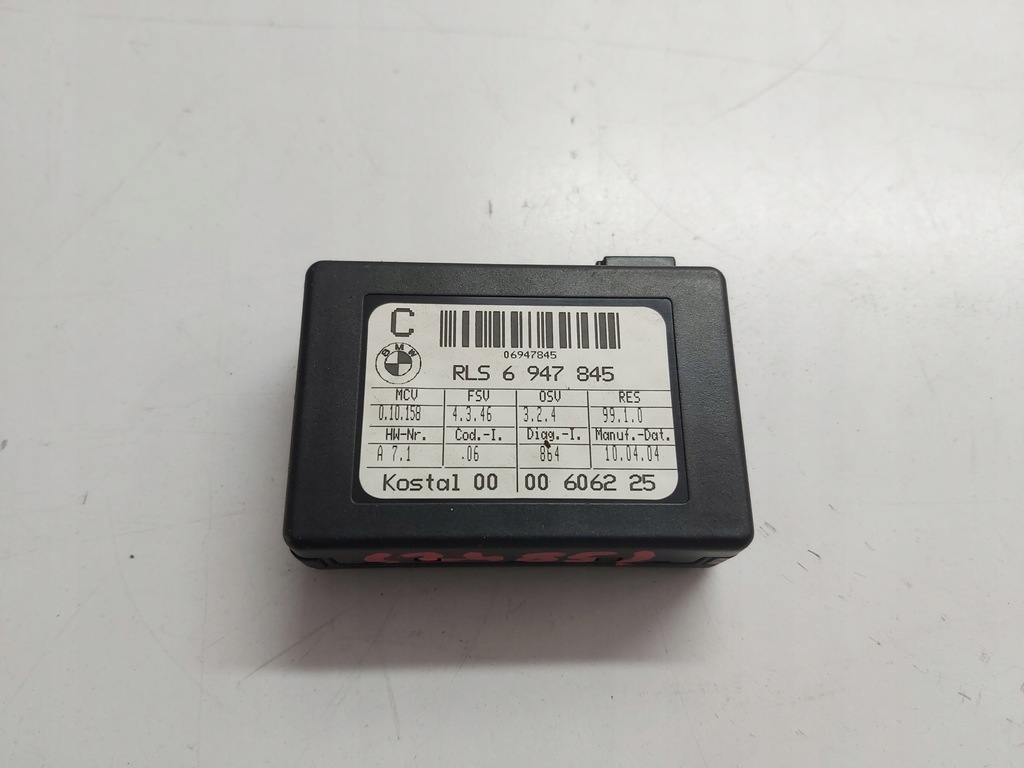 C
BMW
06947845
RLS 6 947 845
MCV FSV OSV RES
0.10.158 4.3.46 3.2.4 99.1.0
HW-Nr. Cod.-I. Diag.-I. Manuf.-Dat.
A 7.1 .06 864 10.04.04
Kostal 00 00 606 2 25